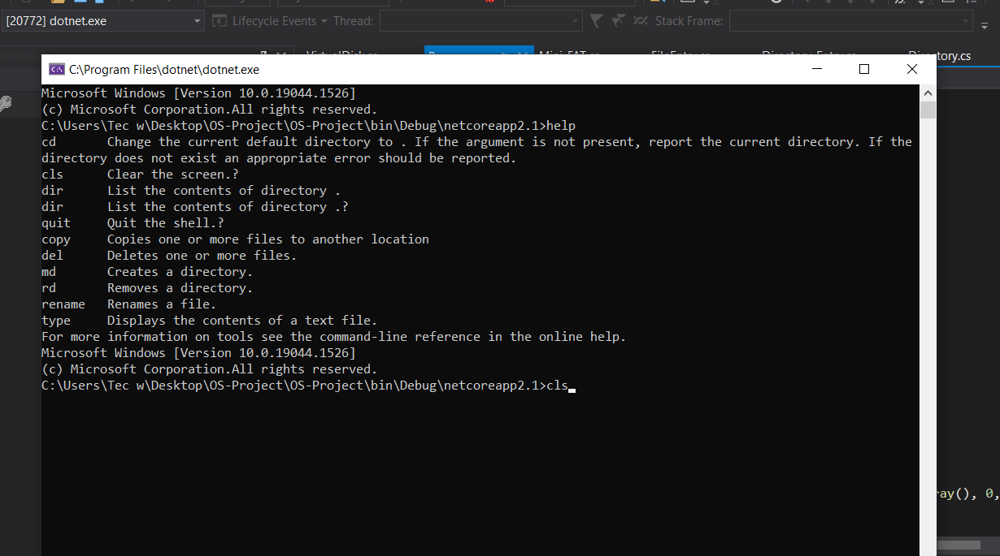 [20772] dotnet.exe Lifecycle Events Thread: Stack Frame:
Directory.cs
C:\Program Files\dotnet\dotnet.exe
Microsoft Windows [Version 10.0.19044.1526]
(c) Microsoft Corporation.All rights reserved.
C:\Users\Tec w\Desktop\OS-Project\OS-Project\bin\Debug\netcoreapp2.1>help
cd Change the current default directory to . If the argument is not present, report the current directory. If the
directory does not exist an appropriate error should be reported.
cls Clear the screen.?
dir List the contents of directory .
dir List the contents of directory .?
quit Quit the shell.?
copy Copies one or more files to another location
del Deletes one or more files.
md Creates a directory.
rd Removes a directory.
rename Renames a file.
type Displays the contents of a text file.
For more information on tools see the command-line reference in the online help.
Microsoft Windows [Version 10.0.19044.1526]
(c) Microsoft Corporation.All rights reserved.
C:\Users\Tec w\Desktop\OS-Project\OS-Project\bin\Debug\netcoreapp2.1>cls
ray(), 0,